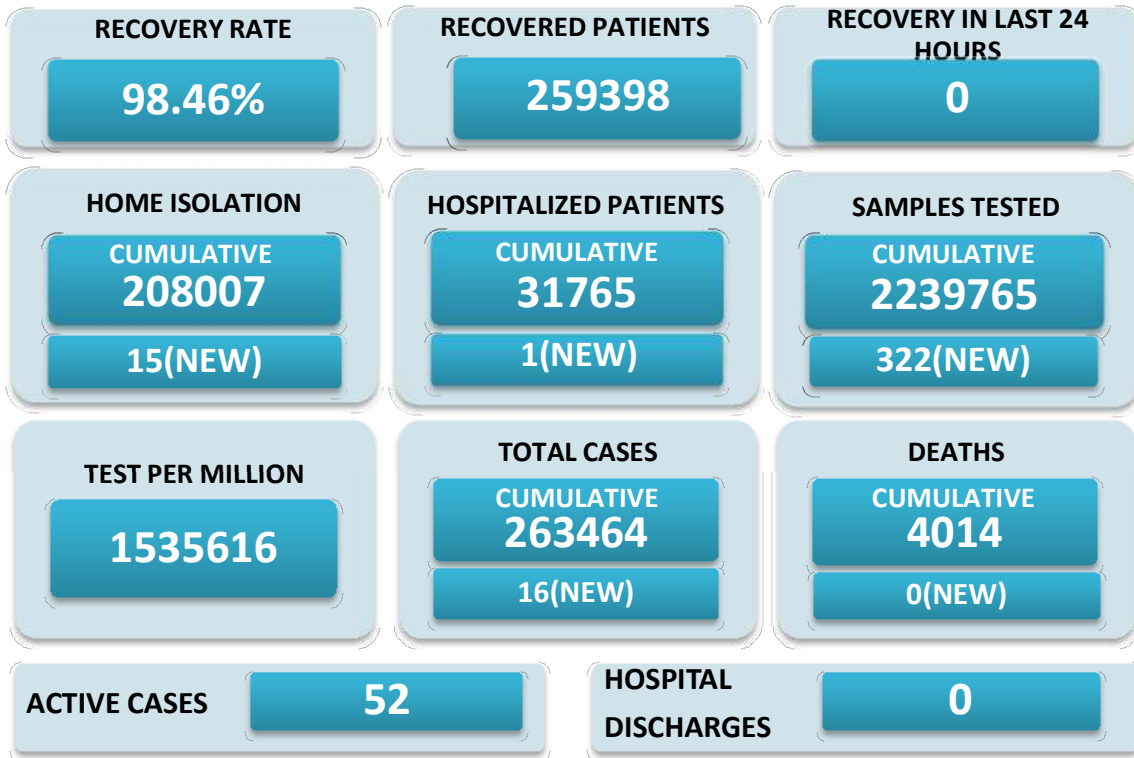 RECOVERY RATE
98.46%
RECOVERED PATIENTS
259398
RECOVERY IN LAST 24
HOURS
0
HOME ISOLATION
CUMULATIVE
208007
15(NEW)
HOSPITALIZED PATIENTS
CUMULATIVE
31765
1(NEW)
SAMPLES TESTED
CUMULATIVE
2239765
322(NEW)
TEST PER MILLION
1535616
TOTAL CASES
CUMULATIVE
263464
16(NEW)
DEATHS
CUMULATIVE
4014
0(NEW)
ACTIVE CASES
52
HOSPITAL
DISCHARGES
0